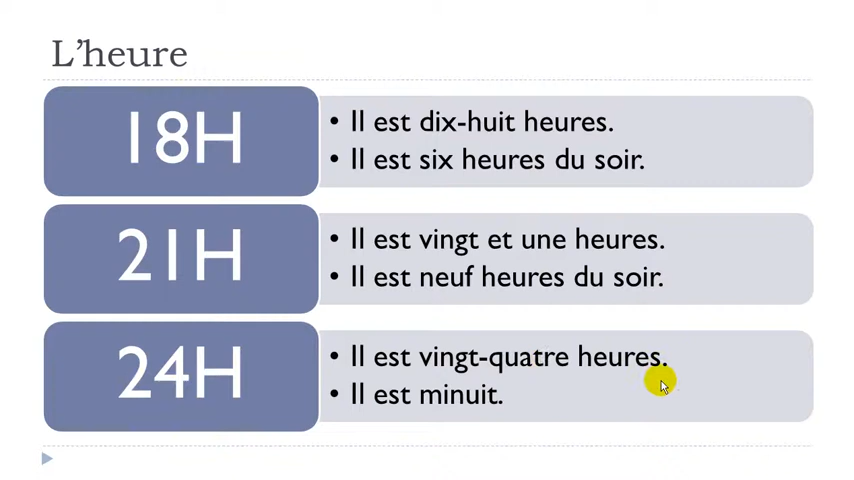 L'heure
18H
• Il est dix-huit heures.
• Il est six heures du soir.
21H
• Il est vingt et une heures.
• Il est neuf heures du soir.
24H
• Il est vingt-quatre heures.
• Il est minuit.